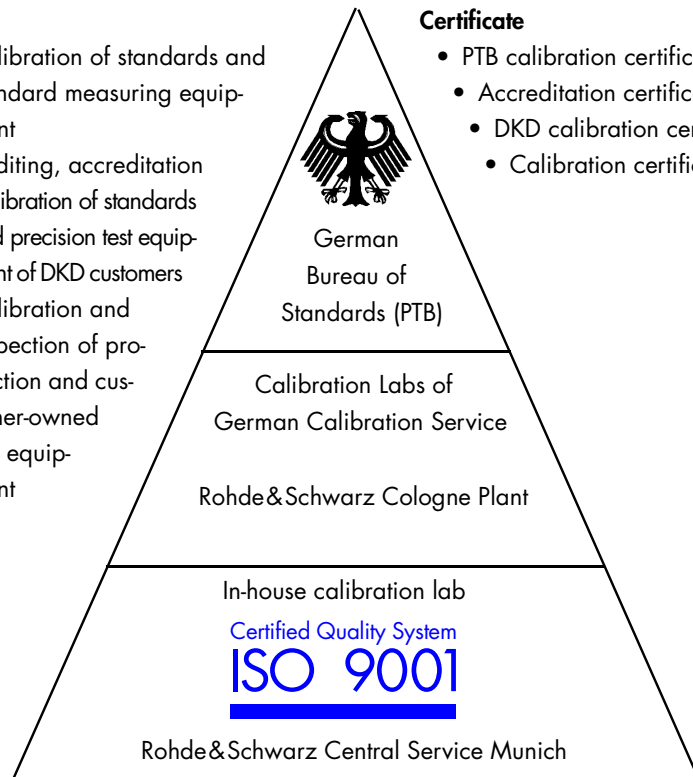 libration of standards and
ndard measuring equip-
nt
diting, accreditation
libration of standards
d precision test equip-
nt of DKD customers
libration and
pection of pro-
ction and cus-
ner-owned
equip-
nt
Certificate
• PTB calibration certific
• Accreditation certific
• DKD calibration cer
• Calibration certific
German
Bureau of
Standards (PTB)
Calibration Labs of
German Calibration Service
Rohde&Schwarz Cologne Plant
In-house calibration lab
Certified Quality System
ISO 9001
Rohde&Schwarz Central Service Munich